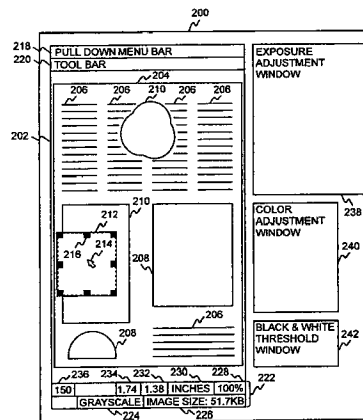 200
218 PULL DOWN MENU BAR
220 TOOL BAR
EXPOSURE
ADJUSTMENT
WINDOW
204
206 206 210 206 206
202
238
212 210
COLOR
ADJUSTMENT
WINDOW
216 214
208
240
206
208
BLACK & WHITE
THRESHOLD
WINDOW
242
236 234 232 230 228
150 1.74 1.38 INCHES 100%
222
GRAYSCALE IMAGE SIZE: 51.7KB
224 226